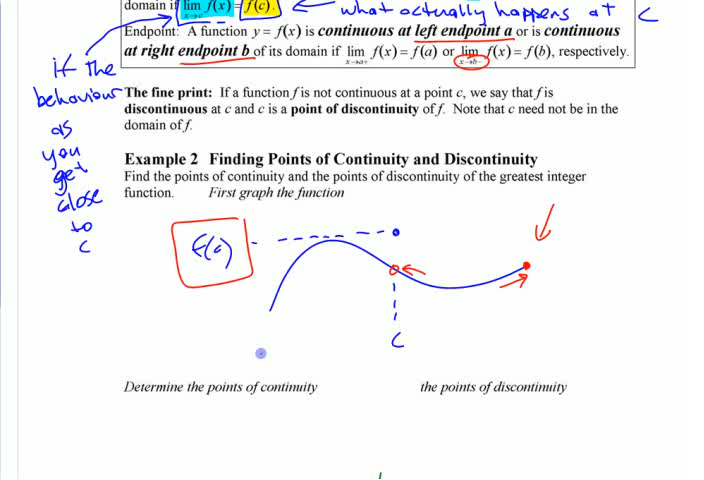 domain if lim f(x) = f(c).
x→c
what actually happens at c
Endpoint: A function y = f(x) is continuous at left endpoint a or is continuous
at right endpoint b of its domain if lim f(x) = f(a) or lim f(x) = f(b), respectively.
x→a+ x→b-
if the
behaviour
as
you
get
close
to
c
The fine print: If a function f is not continuous at a point c, we say that f is
discontinuous at c and c is a point of discontinuity of f. Note that c need not be in the
domain of f.
Example 2 Finding Points of Continuity and Discontinuity
Find the points of continuity and the points of discontinuity of the greatest integer
function. First graph the function
f(c)
c
Determine the points of continuity the points of discontinuity